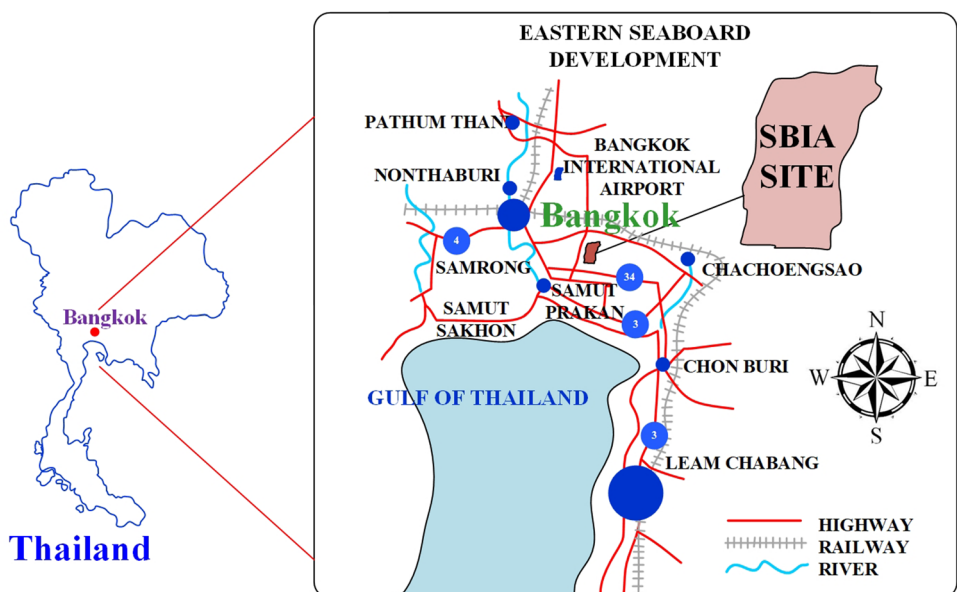 EASTERN SEABOARD
DEVELOPMENT
PATHUM THANI
BANGKOK
INTERNATIONAL
AIRPORT
SBIA
SITE
NONTHABURI
Bangkok
4
SAMRONG
34
CHACHOENGSAO
SAMUT
PRAKAN
SAMUT
SAKHON
3
Bangkok
CHON BURI
N
W
E
S
GULF OF THAILAND
3
LEAM CHABANG
Thailand
HIGHWAY
RAILWAY
RIVER